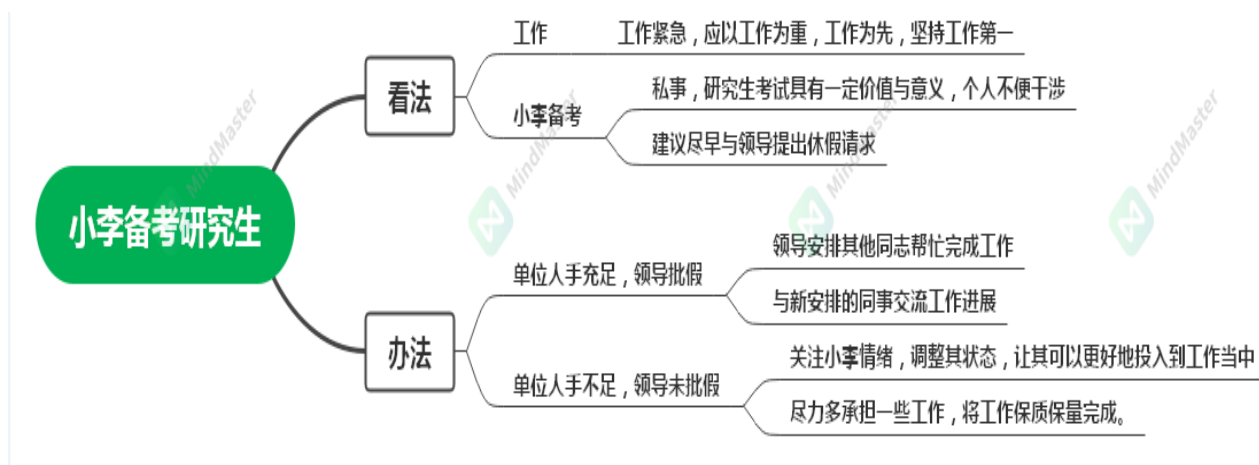 小李备考研究生
看法
工作
工作紧急，应以工作为重，工作为先，坚持工作第一
小李备考
私事，研究生考试具有一定价值与意义，个人不便干涉
建议尽早与领导提出休假请求
办法
单位人手充足，领导批假
领导安排其他同志帮忙完成工作
与新安排的同事交流工作进展
单位人手不足，领导未批假
关注小李情绪，调整其状态，让其可以更好地投入到工作当中
尽力多承担一些工作，将工作保质保量完成。
MindMaster
MindMaster
MindMaster
MindMaster